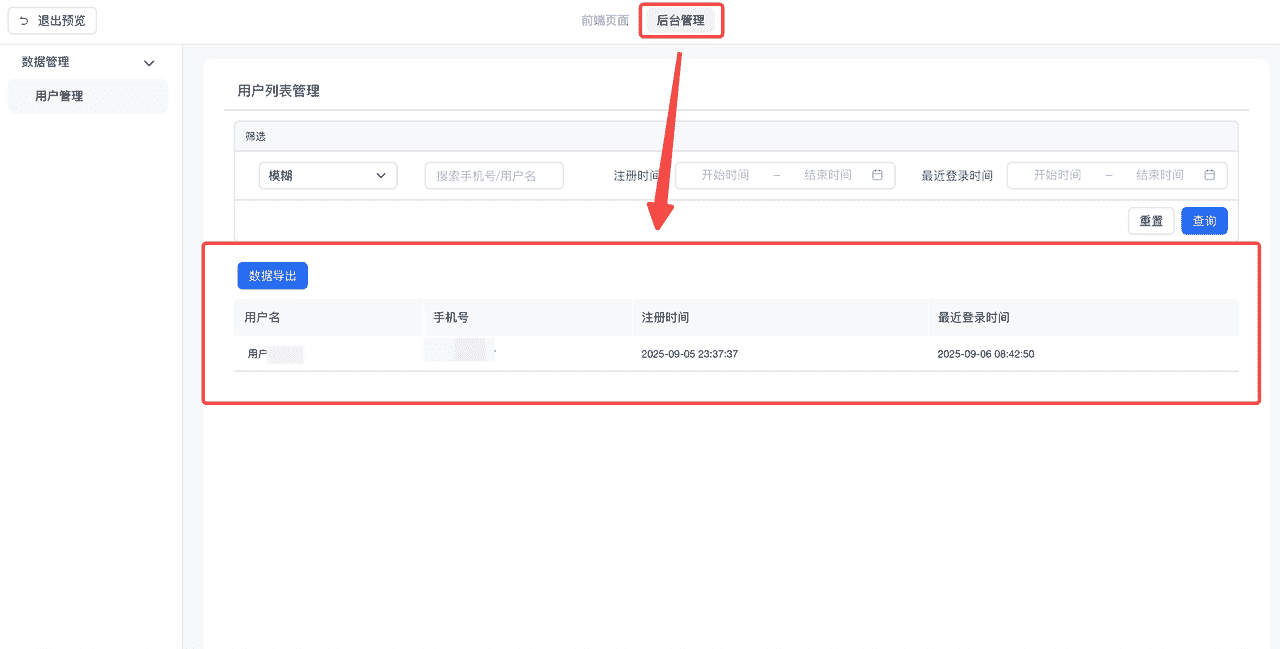 退出预览
前端页面 后台管理
数据管理
用户管理
用户列表管理
筛选
模糊 搜索手机号/用户名 注册时间 开始时间 – 结束时间 最近登录时间 开始时间 – 结束时间
重置 查询
数据导出
用户名 手机号 注册时间 最近登录时间
用户 2025-09-05 23:37:37 2025-09-06 08:42:50